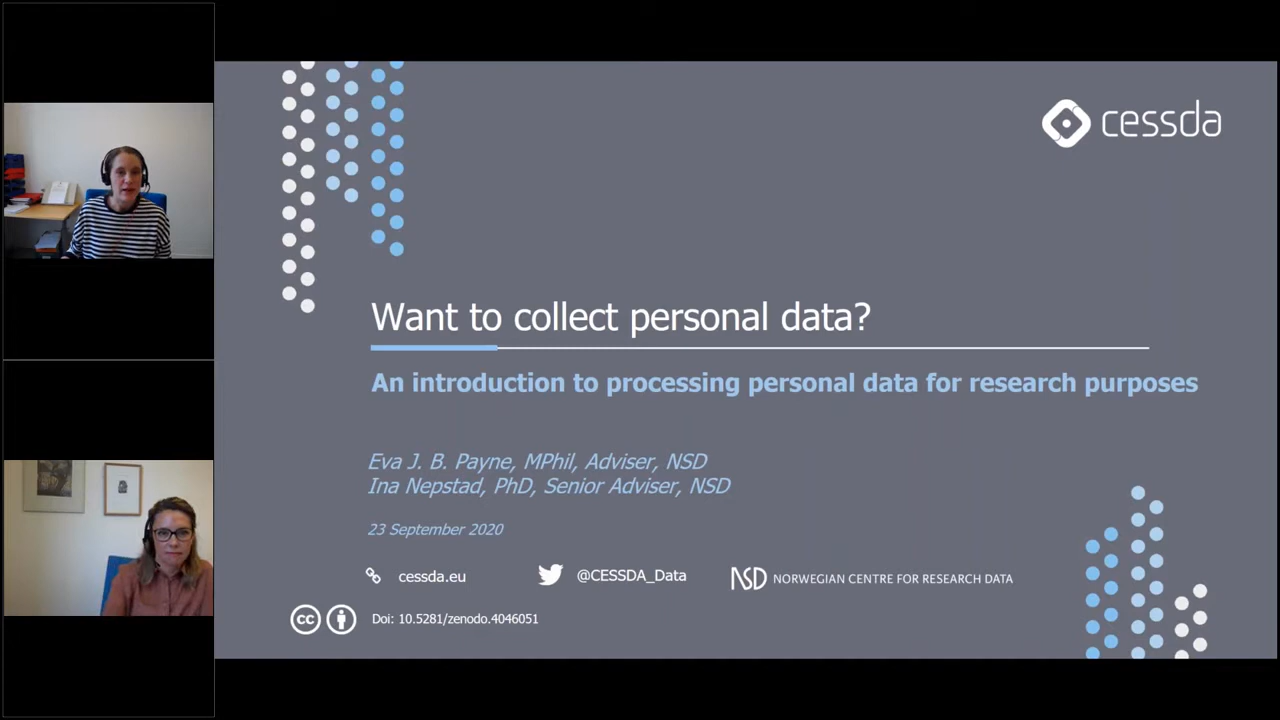 cessda
Want to collect personal data?
An introduction to processing personal data for research purposes
Eva J. B. Payne, MPhil, Adviser, NSD
Ina Nepstad, PhD, Senior Adviser, NSD
23 September 2020
cessda.eu
@CESSDA_Data
NSD NORWEGIAN CENTRE FOR RESEARCH DATA
cc
Doi: 10.5281/zenodo.4046051